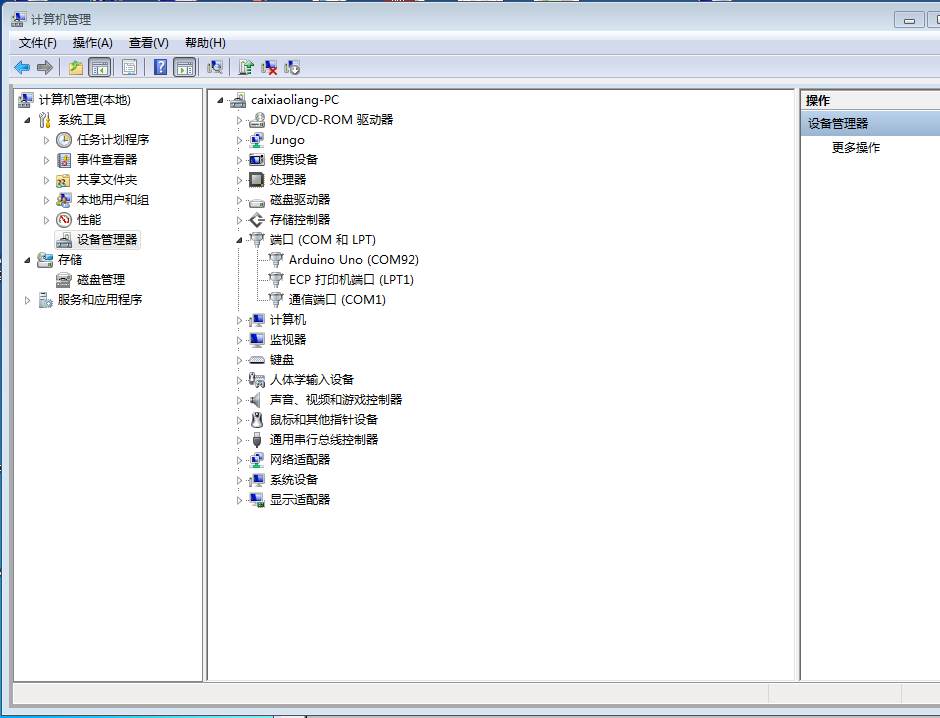 计算机管理
文件(F) 操作(A) 查看(V) 帮助(H)
计算机管理(本地)
系统工具
任务计划程序
事件查看器
共享文件夹
本地用户和组
性能
设备管理器
存储
磁盘管理
服务和应用程序
caixiaoliang-PC
DVD/CD-ROM 驱动器
Jungo
便携设备
处理器
磁盘驱动器
存储控制器
端口 (COM 和 LPT)
Arduino Uno (COM92)
ECP 打印机端口 (LPT1)
通信端口 (COM1)
计算机
监视器
键盘
人体学输入设备
声音、视频和游戏控制器
鼠标和其他指针设备
通用串行总线控制器
网络适配器
系统设备
显示适配器
操作
设备管理器
更多操作